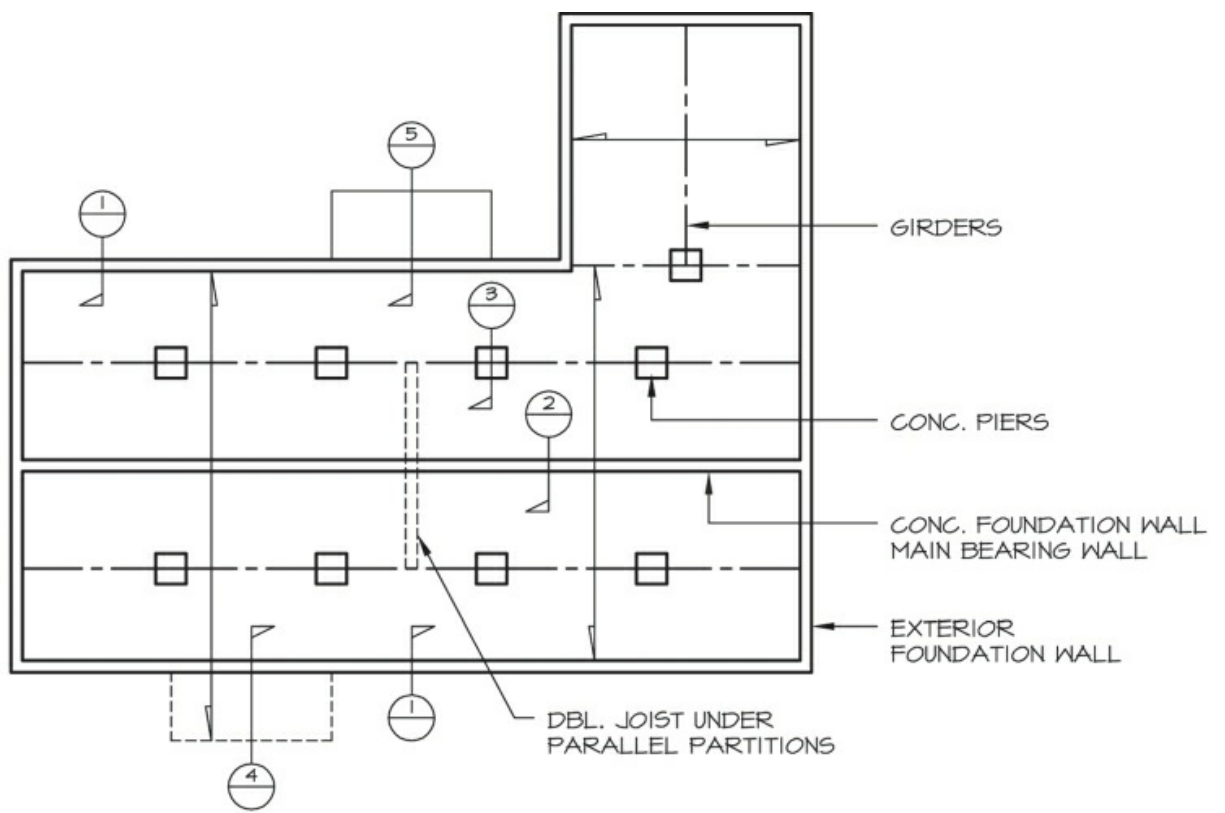 5
1
GIRDERS
3
2
CONC. PIERS
CONC. FOUNDATION WALL
MAIN BEARING WALL
EXTERIOR
FOUNDATION WALL
1
DBL. JOIST UNDER
PARALLEL PARTITIONS
4